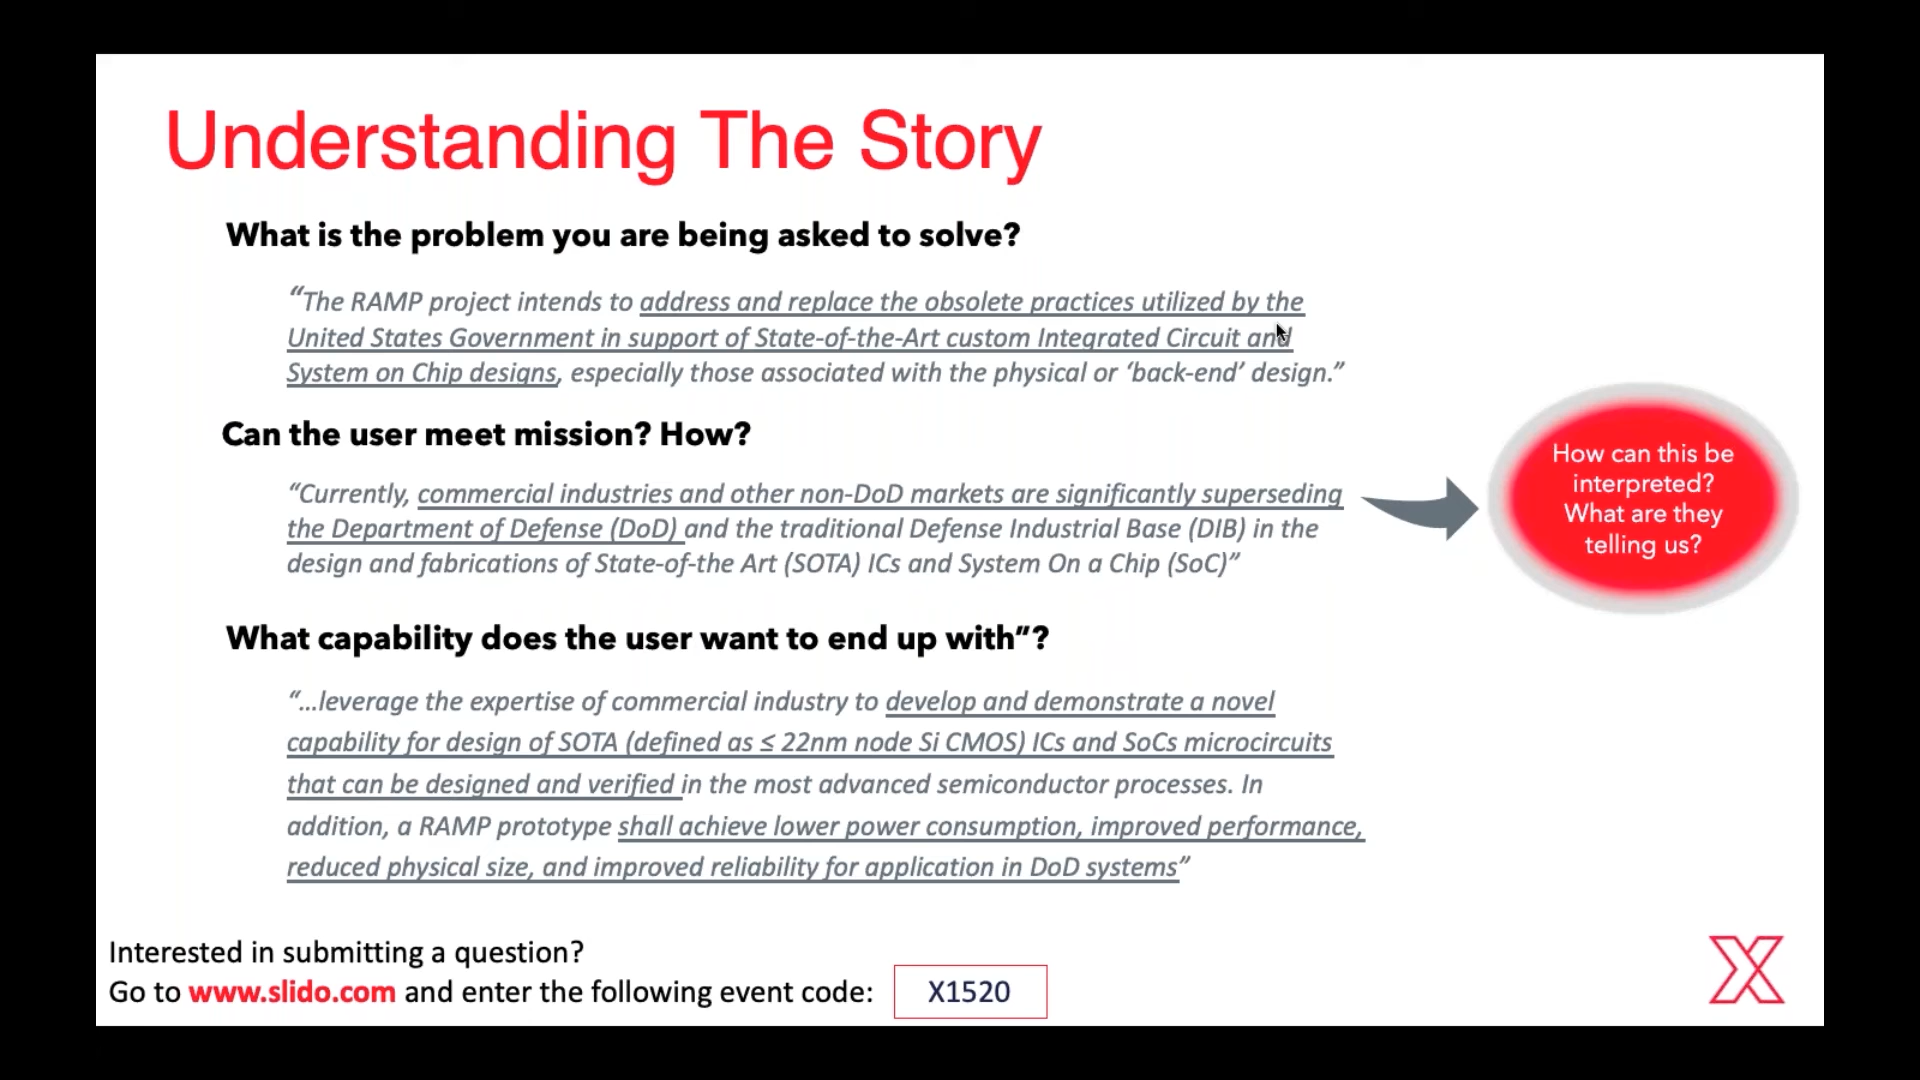 Understanding The Story
What is the problem you are being asked to solve?
“The RAMP project intends to address and replace the obsolete practices utilized by the
United States Government in support of State-of-the-Art custom Integrated Circuit and
System on Chip designs, especially those associated with the physical or ‘back-end’ design.”
Can the user meet mission? How?
“Currently, commercial industries and other non-DoD markets are significantly superseding
the Department of Defense (DoD) and the traditional Defense Industrial Base (DIB) in the
design and fabrications of State-of-the Art (SOTA) ICs and System On a Chip (SoC)”
How can this be
interpreted?
What are they
telling us?
What capability does the user want to end up with”?
“…leverage the expertise of commercial industry to develop and demonstrate a novel
capability for design of SOTA (defined as ≤ 22nm node Si CMOS) ICs and SoCs microcircuits
that can be designed and verified in the most advanced semiconductor processes. In
addition, a RAMP prototype shall achieve lower power consumption, improved performance,
reduced physical size, and improved reliability for application in DoD systems”
Interested in submitting a question?
Go to www.slido.com and enter the following event code: X1520
X